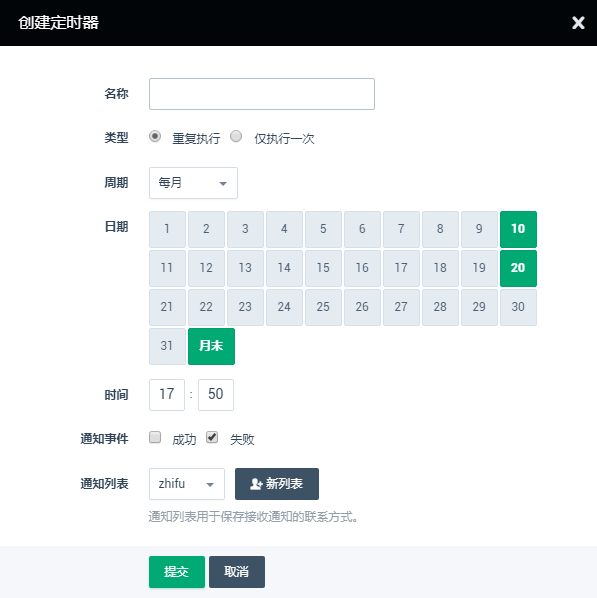 创建定时器
名称
类型 重复执行 仅执行一次
周期 每月
日期 1 2 3 4 5 6 7 8 9 10
11 12 13 14 15 16 17 18 19 20
21 22 23 24 25 26 27 28 29 30
31 月末
时间 17 : 50
通知事件 成功 失败
通知列表 zhifu 新列表
通知列表用于保存接收通知的联系方式。
提交 取消